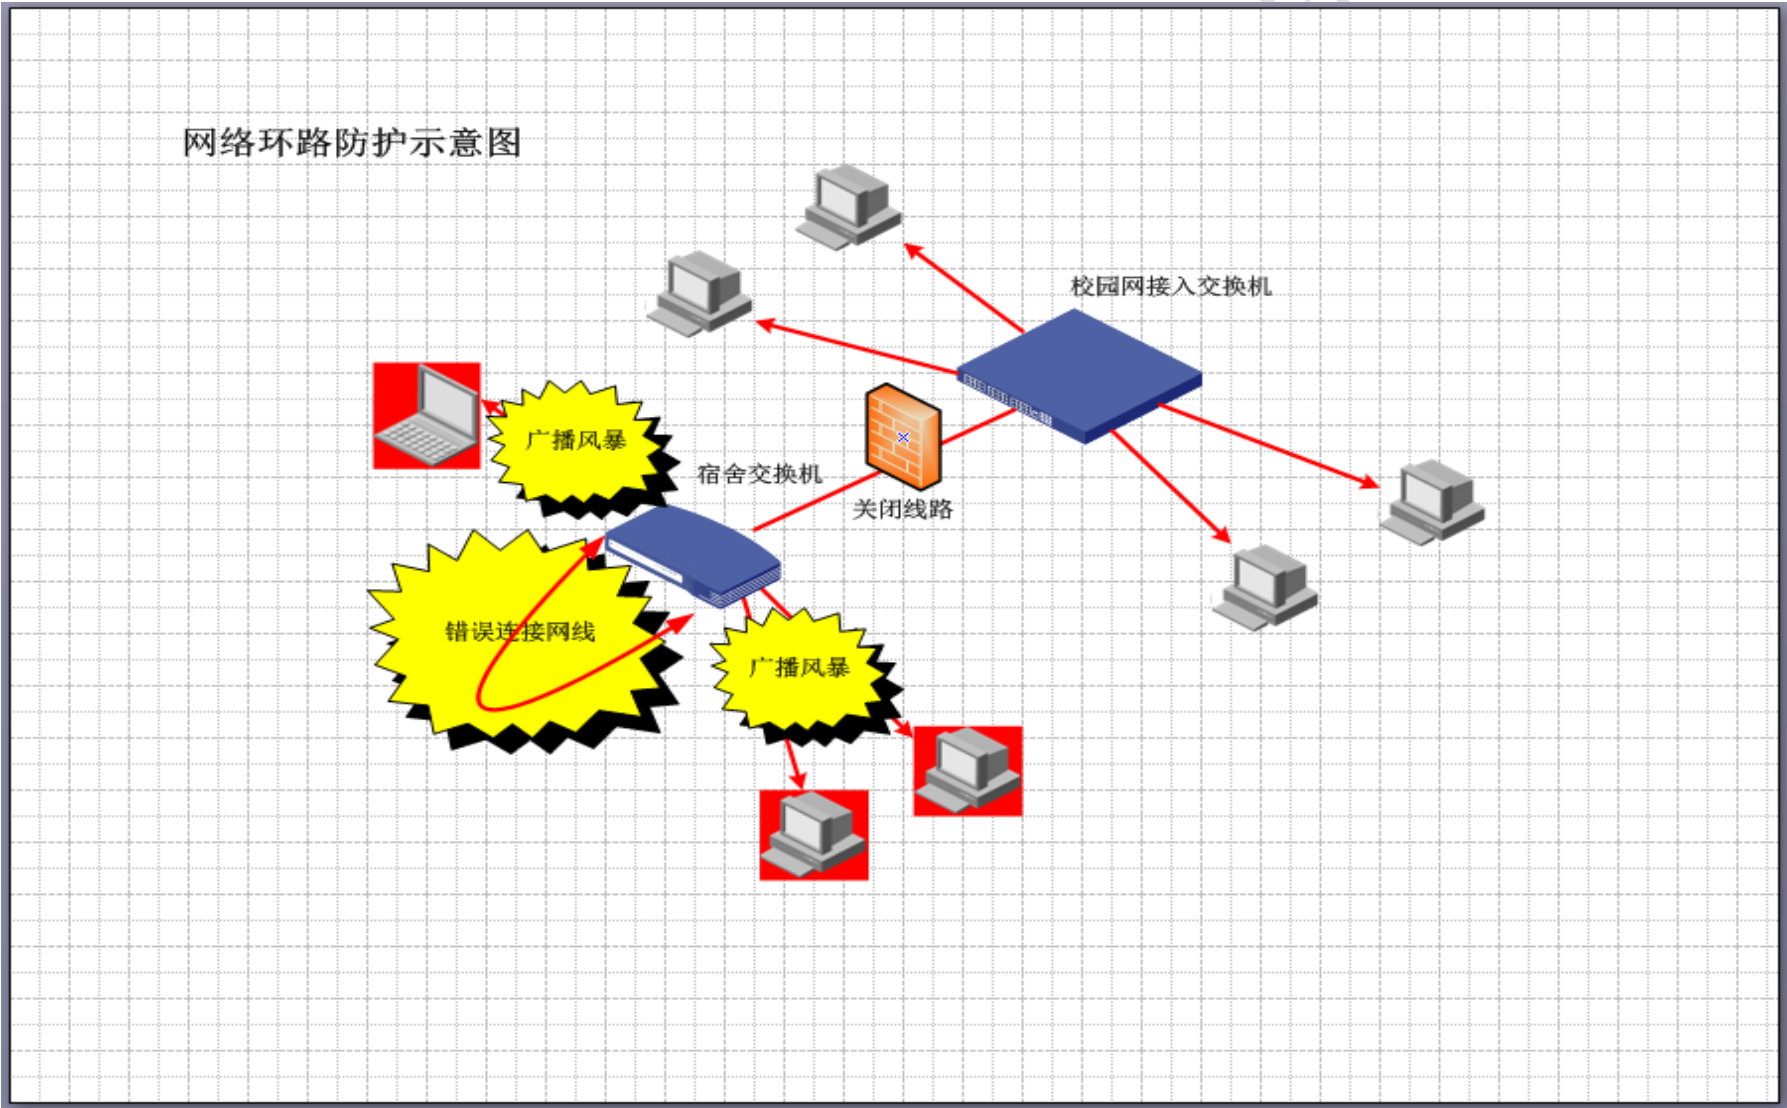 网络环路防护示意图
校园网接入交换机
广播风暴
宿舍交换机
关闭线路
错误连接网线
广播风暴